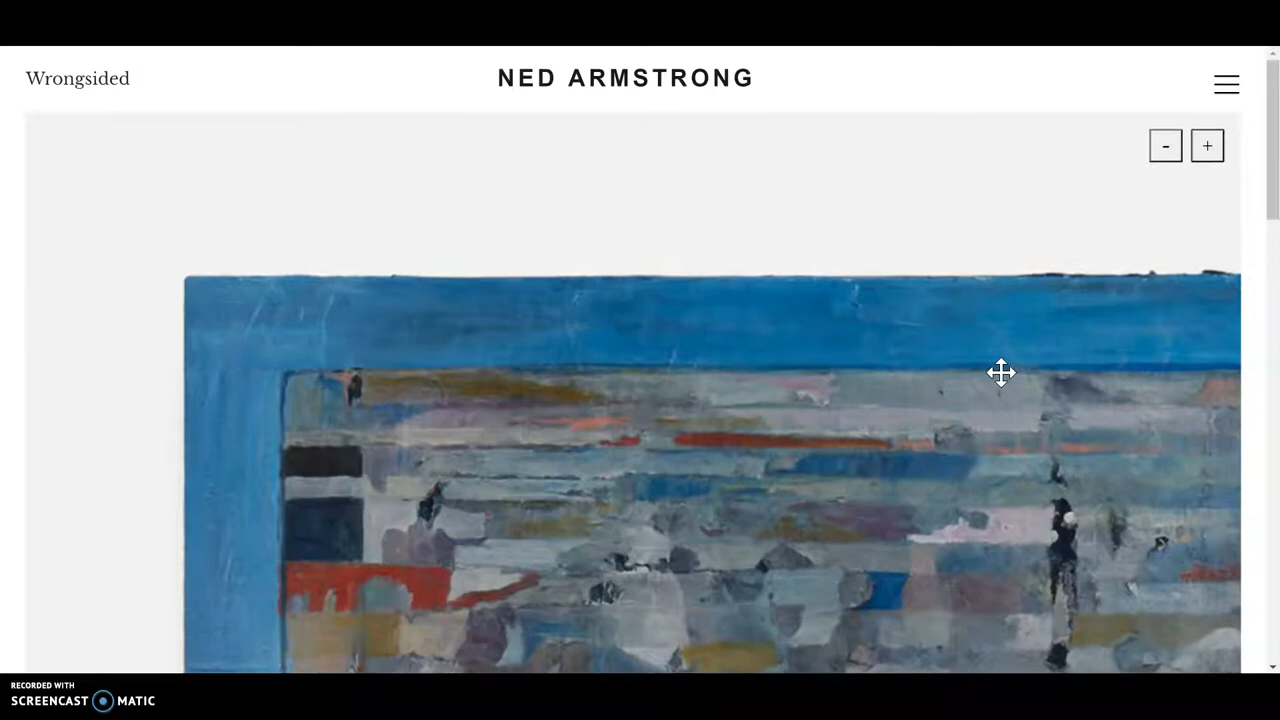 Wrongsided
NED ARMSTRONG
- +
RECORDED WITH
SCREENCAST MATIC